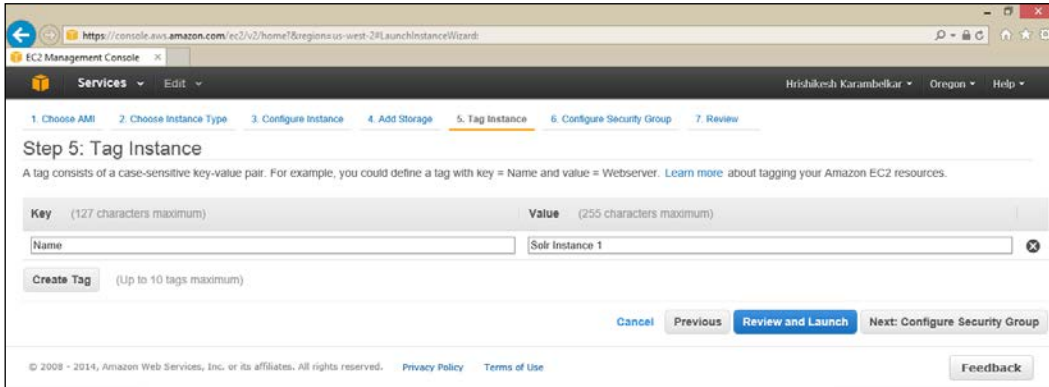 https://console.aws.amazon.com/ec2/v2/home?&region=us-west-2#LaunchInstanceWizard:
EC2 Management Console
Services Edit Hrishikesh Karambelkar Oregon Help
1. Choose AMI 2. Choose Instance Type 3. Configure Instance 4. Add Storage 5. Tag Instance 6. Configure Security Group 7. Review
Step 5: Tag Instance
A tag consists of a case-sensitive key-value pair. For example, you could define a tag with key = Name and value = Webserver. Learn more about tagging your Amazon EC2 resources.
Key (127 characters maximum) Value (255 characters maximum)
Name Solr Instance 1
Create Tag (Up to 10 tags maximum)
Cancel Previous Review and Launch Next: Configure Security Group
© 2008 - 2014, Amazon Web Services, Inc. or its affiliates. All rights reserved. Privacy Policy Terms of Use Feedback